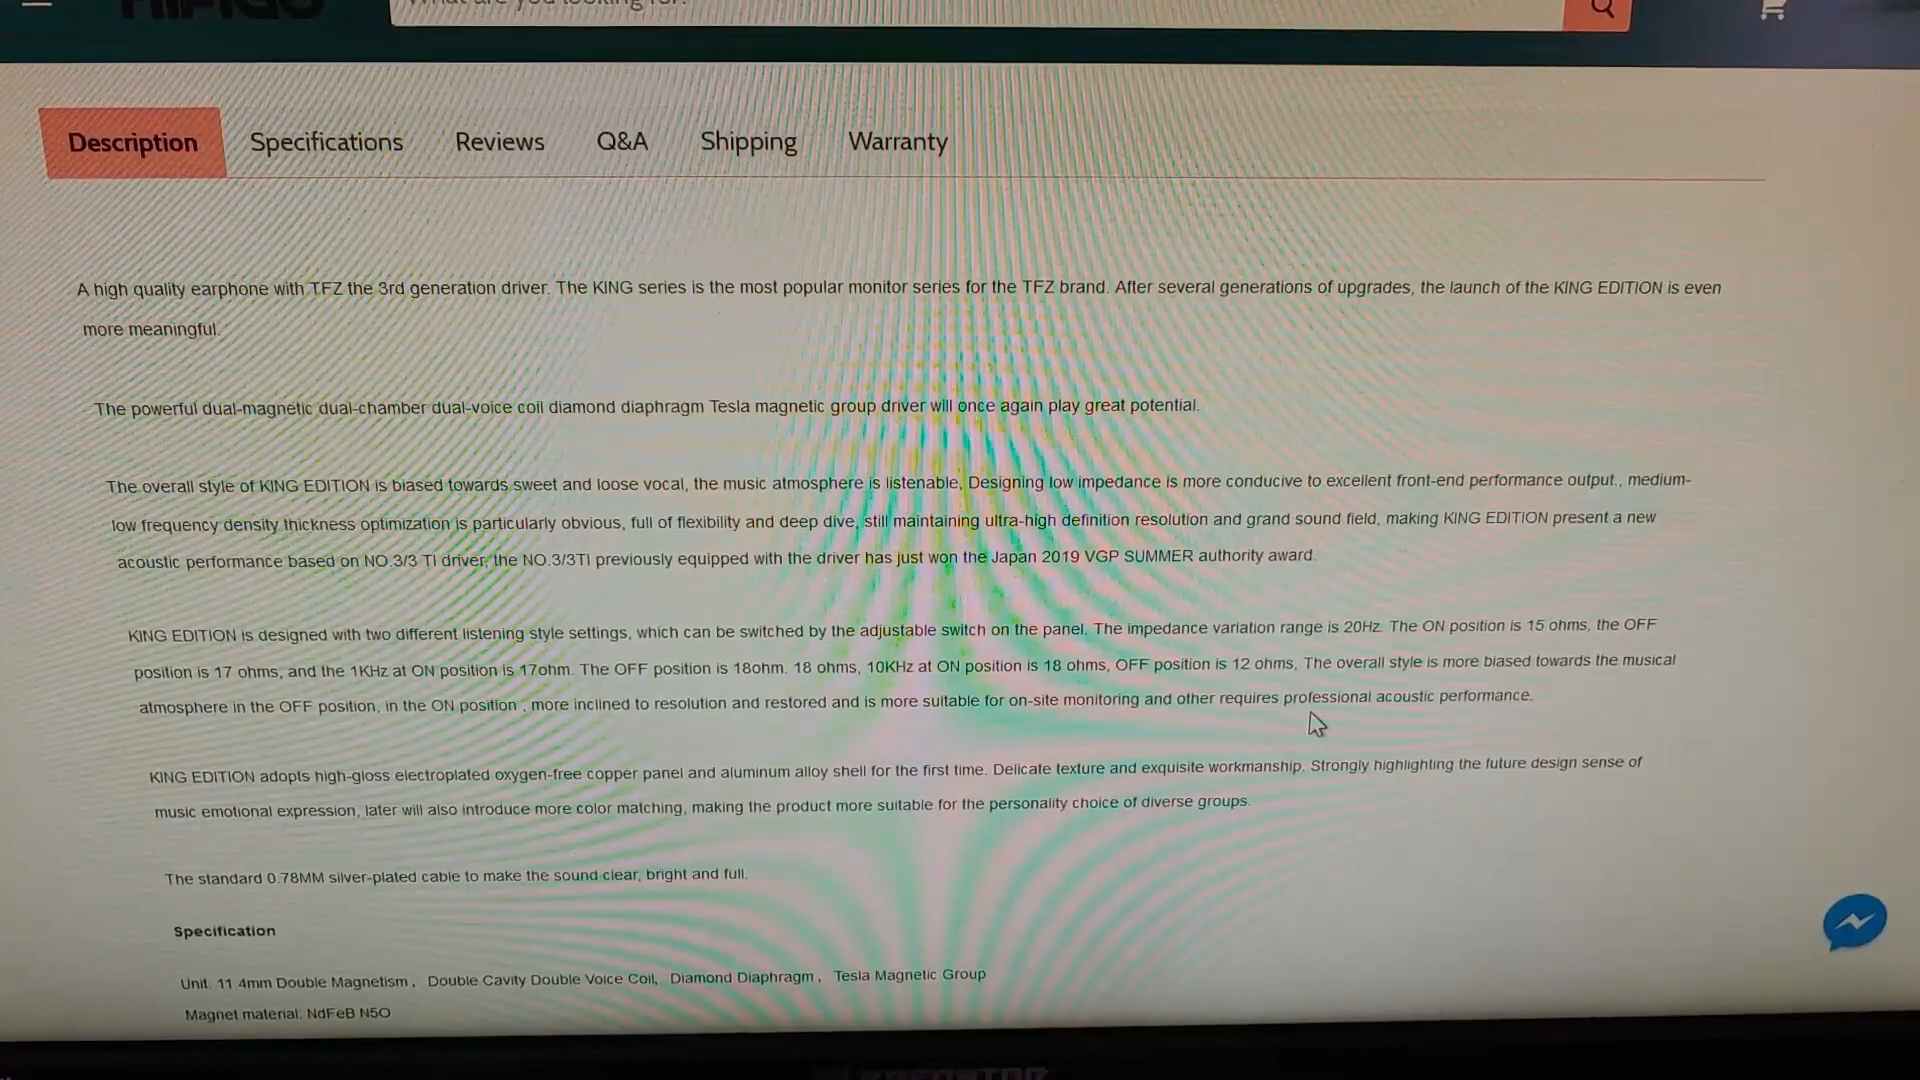 What are you looking for?
Description Specifications Reviews Q&A Shipping Warranty
A high quality earphone with TFZ the 3rd generation driver. The KING series is the most popular monitor series for the TFZ brand. After several generations of upgrades, the launch of the KING EDITION is even
more meaningful.
The powerful dual-magnetic dual-chamber dual-voice coil diamond diaphragm Tesla magnetic group driver will once again play great potential.
The overall style of KING EDITION is biased towards sweet and loose vocal, the music atmosphere is listenable, Designing low impedance is more conducive to excellent front-end performance output., medium-
low frequency density thickness optimization is particularly obvious, full of flexibility and deep dive, still maintaining ultra-high definition resolution and grand sound field, making KING EDITION present a new
acoustic performance based on NO.3/3 TI driver, the NO.3/3TI previously equipped with the driver has just won the Japan 2019 VGP SUMMER authority award.
KING EDITION is designed with two different listening style settings, which can be switched by the adjustable switch on the panel. The impedance variation range is 20Hz. The ON position is 15 ohms, the OFF
position is 17 ohms, and the 1KHz at ON position is 17ohm. The OFF position is 18ohm. 18 ohms, 10KHz at ON position is 18 ohms, OFF position is 12 ohms, The overall style is more biased towards the musical
atmosphere in the OFF position, in the ON position , more inclined to resolution and restored and is more suitable for on-site monitoring and other requires professional acoustic performance.
KING EDITION adopts high-gloss electroplated oxygen-free copper panel and aluminum alloy shell for the first time. Delicate texture and exquisite workmanship. Strongly highlighting the future design sense of
music emotional expression, later will also introduce more color matching, making the product more suitable for the personality choice of diverse groups.
The standard 0.78MM silver-plated cable to make the sound clear, bright and full.
Specification
Unit. 11 4mm Double Magnetism , Double Cavity Double Voice Coil, Diamond Diaphragm , Tesla Magnetic Group
Magnet material: NdFeB N5O